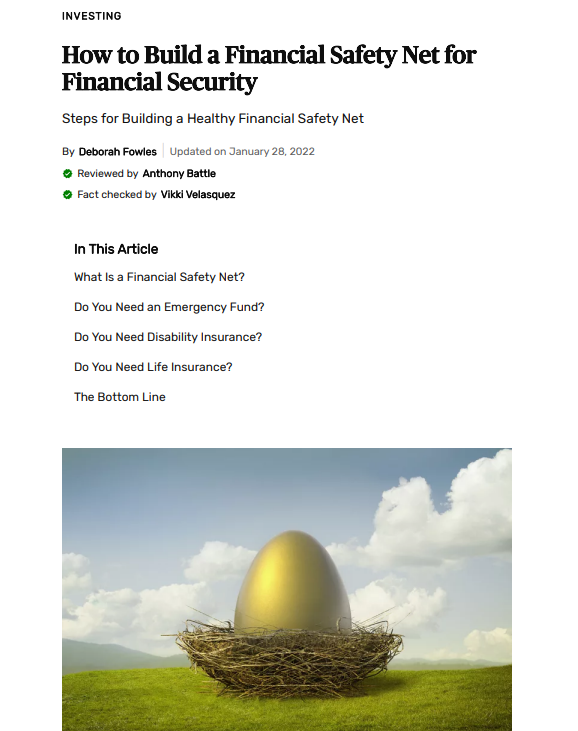 INVESTING
How to Build a Financial Safety Net for
Financial Security
Steps for Building a Healthy Financial Safety Net
By Deborah Fowles Updated on January 28, 2022
Reviewed by Anthony Battle
Fact checked by Vikki Velasquez
In This Article
What Is a Financial Safety Net?
Do You Need an Emergency Fund?
Do You Need Disability Insurance?
Do You Need Life Insurance?
The Bottom Line